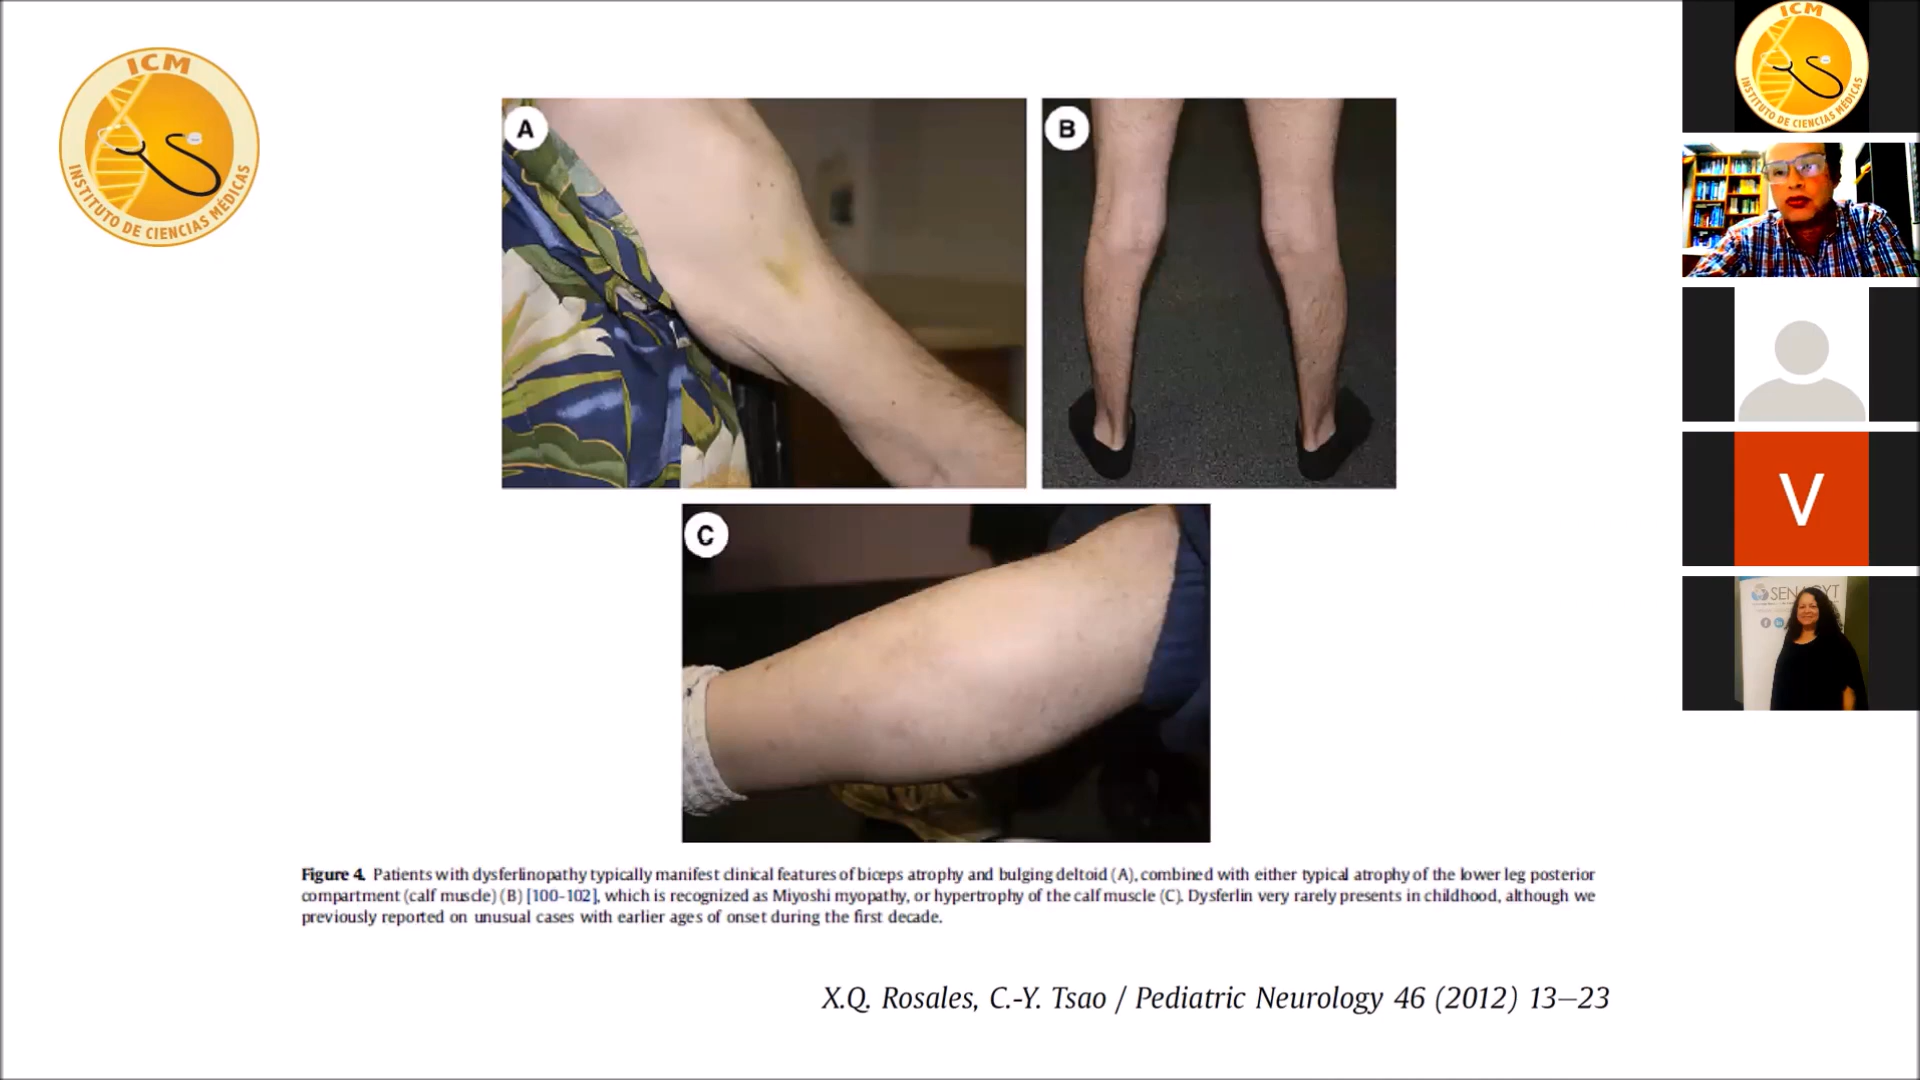 ICM
INSTITUTO DE CIENCIAS MÉDICAS
A
B
C
Figure 4. Patients with dysferlinopathy typically manifest clinical features of biceps atrophy and bulging deltoid (A), combined with either typical atrophy of the lower leg posterior
compartment (calf muscle) (B) [100-102], which is recognized as Miyoshi myopathy, or hypertrophy of the calf muscle (C). Dysferlin very rarely presents in childhood, although we
previously reported on unusual cases with earlier ages of onset during the first decade.
X.Q. Rosales, C.-Y. Tsao / Pediatric Neurology 46 (2012) 13–23
ICM
INSTITUTO DE CIENCIAS MÉDICAS
V